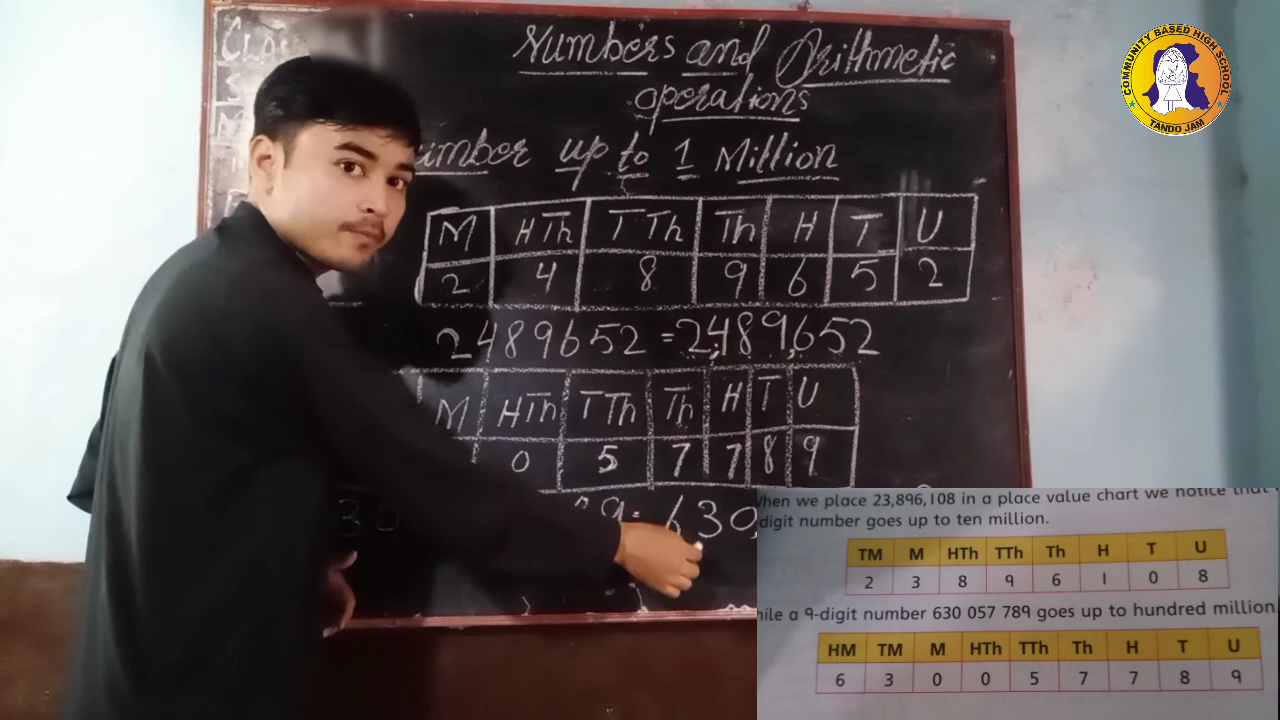 Numbers and Arithmetic
operations
umber up to 1 Million
M HTh TTh Th H T U
2 4 8 9 6 5 2
2489652 = 2,489,652
M HTh TTh Th H T U
0 5 7 7 8 9
30 9 = 630,
COMMUNITY BASED HIGH SCHOOL
TANDO JAM
When we place 23,896,108 in a place value chart we notice that
digit number goes up to ten million.
TM M HTh TTh Th H T U
2 3 8 9 6 1 0 8
hile a 9-digit number 630 057 789 goes up to hundred million
HM TM M HTh TTh Th H T U
6 3 0 0 5 7 7 8 9